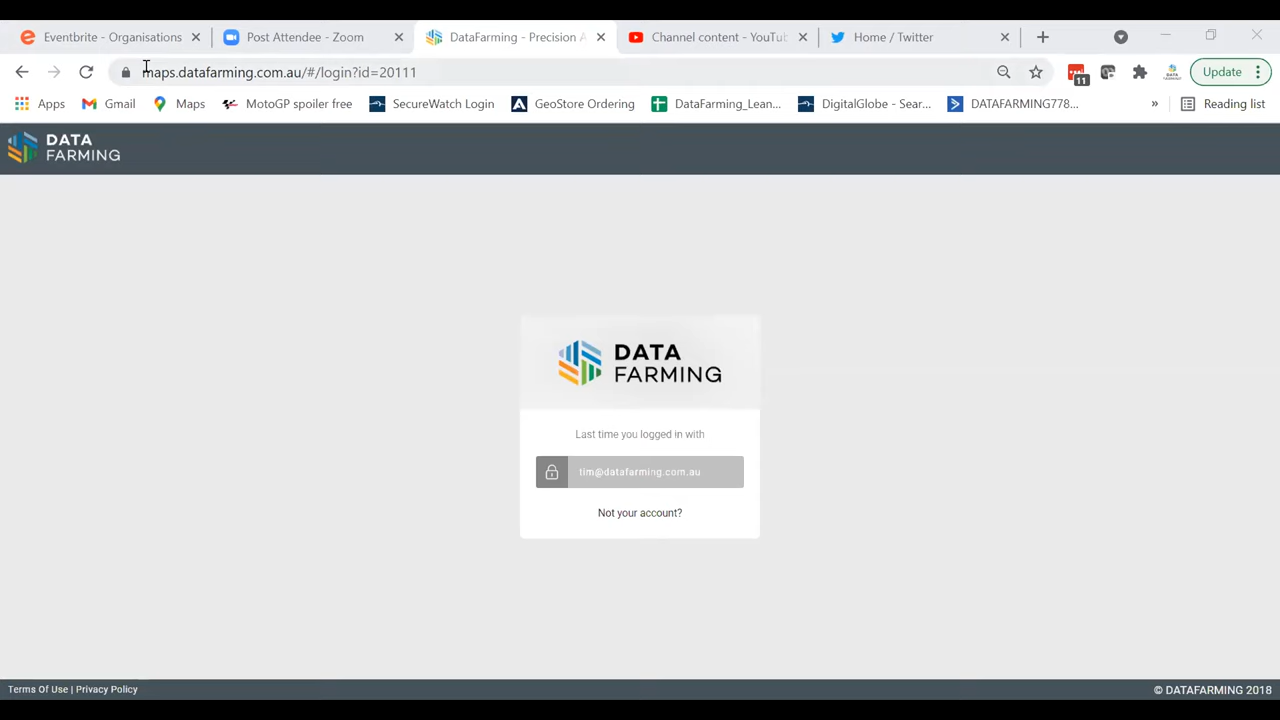 Eventbrite - Organisations
Post Attendee - Zoom
DataFarming - Precision A
Channel content - YouTub
Home / Twitter
maps.datafarming.com.au/#/login?id=20111
11
Update
Apps
Gmail
Maps
MotoGP spoiler free
SecureWatch Login
GeoStore Ordering
DataFarming_Lean...
DigitalGlobe - Sear...
DATAFARMING778...
»
Reading list
DATA
FARMING
DATA
FARMING
Last time you logged in with
tim@datafarming.com.au
Not your account?
Terms Of Use | Privacy Policy
© DATAFARMING 2018